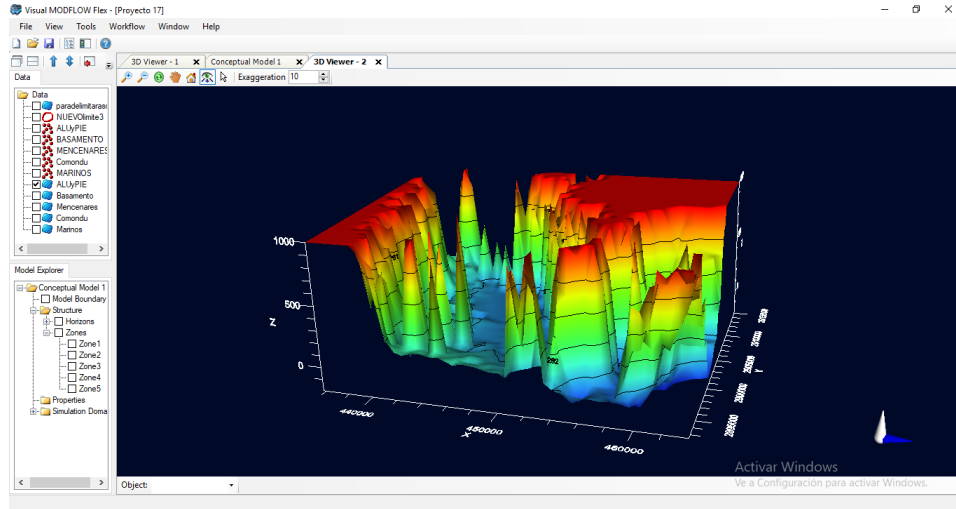 Visual MODFLOW Flex - [Proyecto 17]
File View Tools Workflow Window Help
3D Viewer - 1 Conceptual Model 1 3D Viewer - 2
Data
Exaggeration 10
Data
paradelimitaras
NUEVOlimite3
ALUyPIE
BASAMENTO
MENCENARES
Comondu
MARINOS
ALUyPIE
Basamento
Mencenares
Comondu
Marinos
Model Explorer
Conceptual Model 1
Model Boundary
Structure
Horizons
Zones
Zone1
Zone2
Zone3
Zone4
Zone5
Properties
Simulation Doma
1000
500
Z
0
440000
450000
X
460000
Y
Object:
Activar Windows
Ve a Configuración para activar Windows.